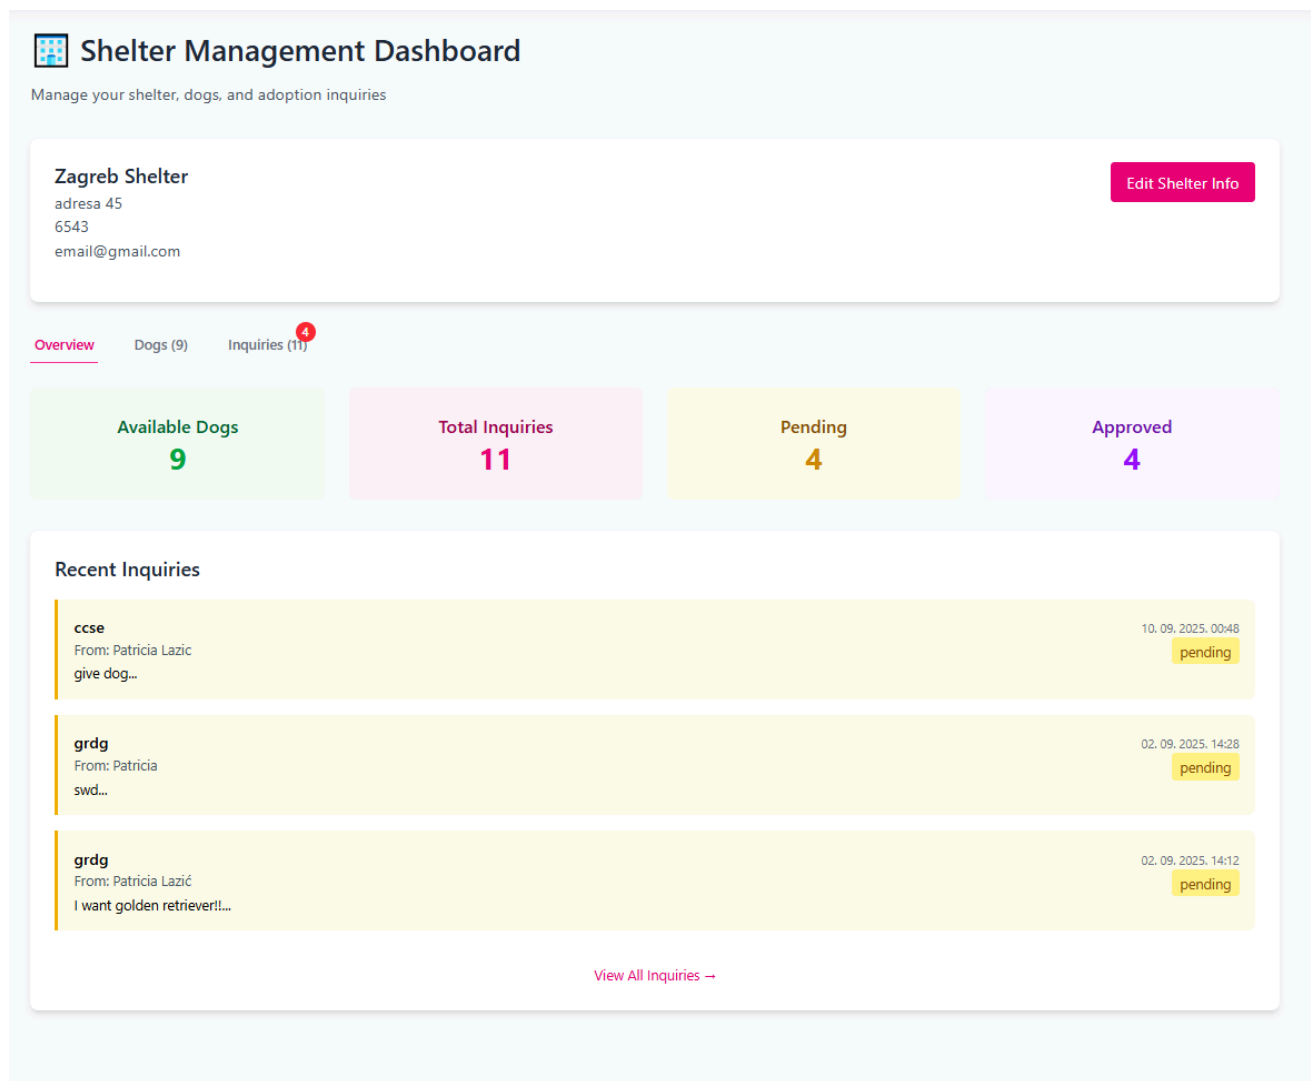 Shelter Management Dashboard
Manage your shelter, dogs, and adoption inquiries
Zagreb Shelter
Edit Shelter Info
adresa 45
6543
email@gmail.com
Overview
Dogs (9)
Inquiries (11)
4
Available Dogs
9
Total Inquiries
11
Pending
4
Approved
4
Recent Inquiries
ccse
10. 09. 2025. 00:48
From: Patricia Lazic
pending
give dog...
grdg
02. 09. 2025. 14:28
From: Patricia
pending
swd...
grdg
02. 09. 2025. 14:12
From: Patricia Lazić
pending
I want golden retriever!!...
View All Inquiries →